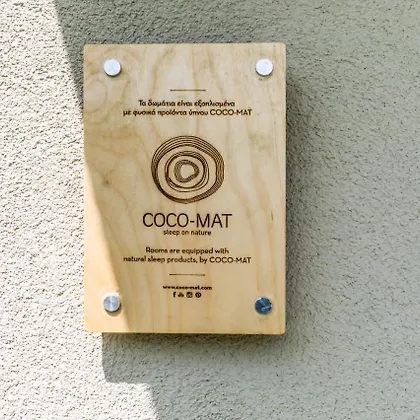 Τα δωμάτια είναι εξοπλισμένα
με φυσικά προϊόντα ύπνου COCO-MAT
COCO-MAT
sleep on nature
Rooms are equipped with
natural sleep products, by COCO-MAT
www.coco-mat.com